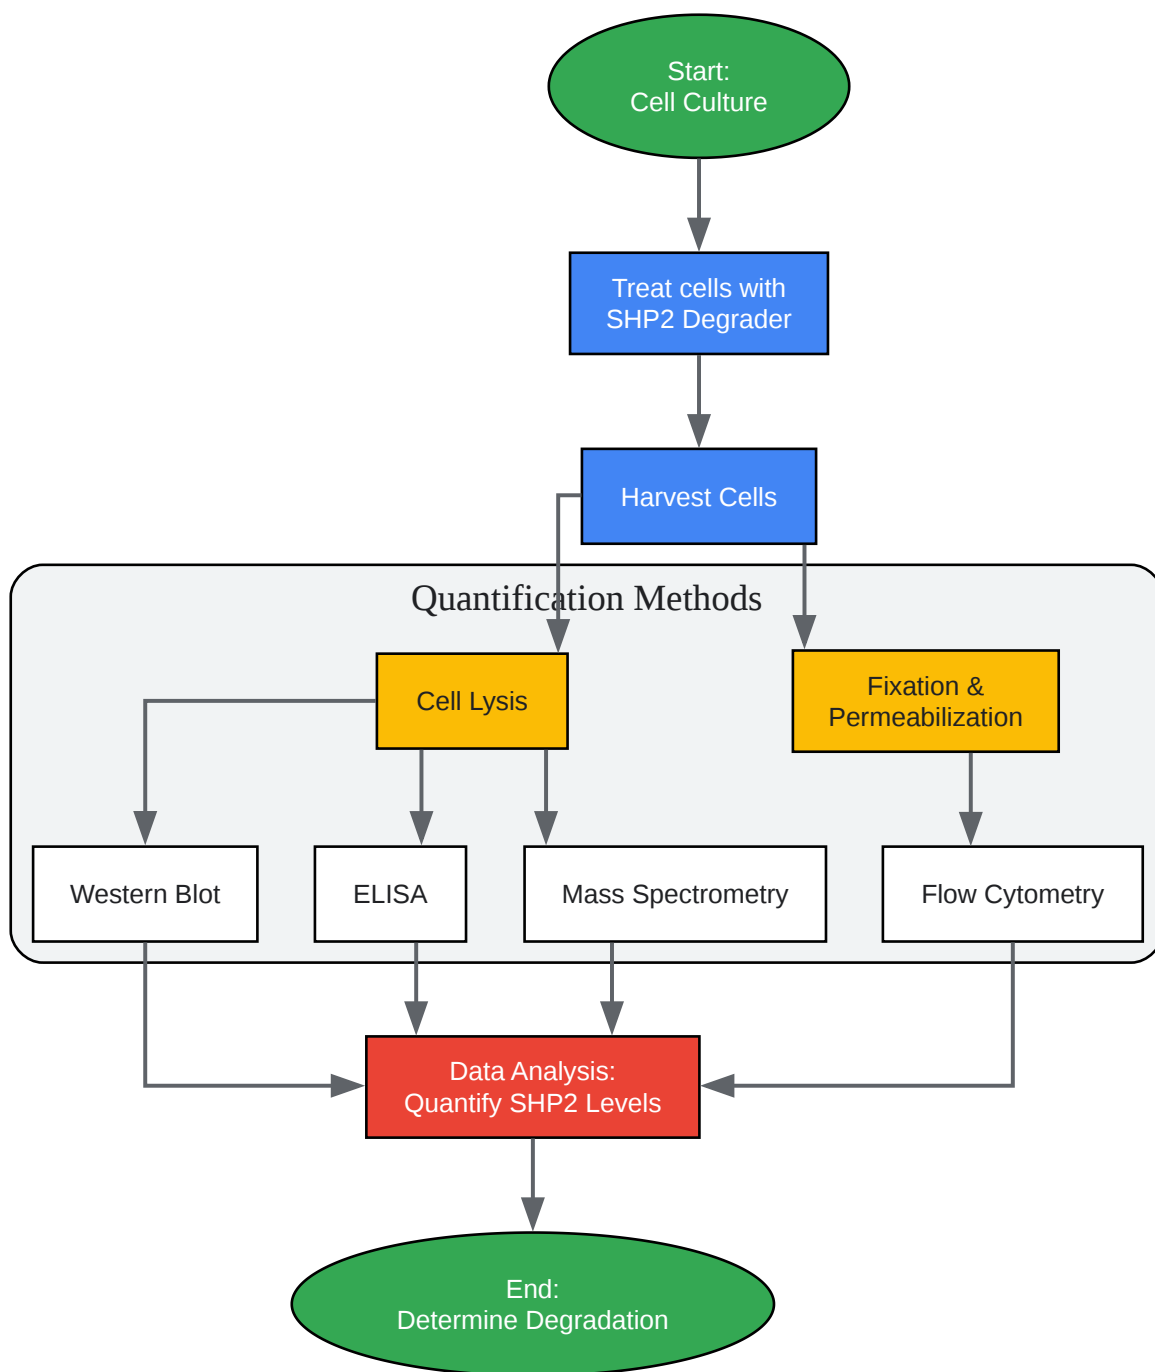 Start:
Cell Culture
Treat cells with
SHP2 Degrader
Harvest Cells
Quantification Methods
Cell Lysis
Fixation &
Permeabilization
Western Blot
ELISA
Mass Spectrometry
Flow Cytometry
Data Analysis:
Quantify SHP2 Levels
End:
Determine Degradation